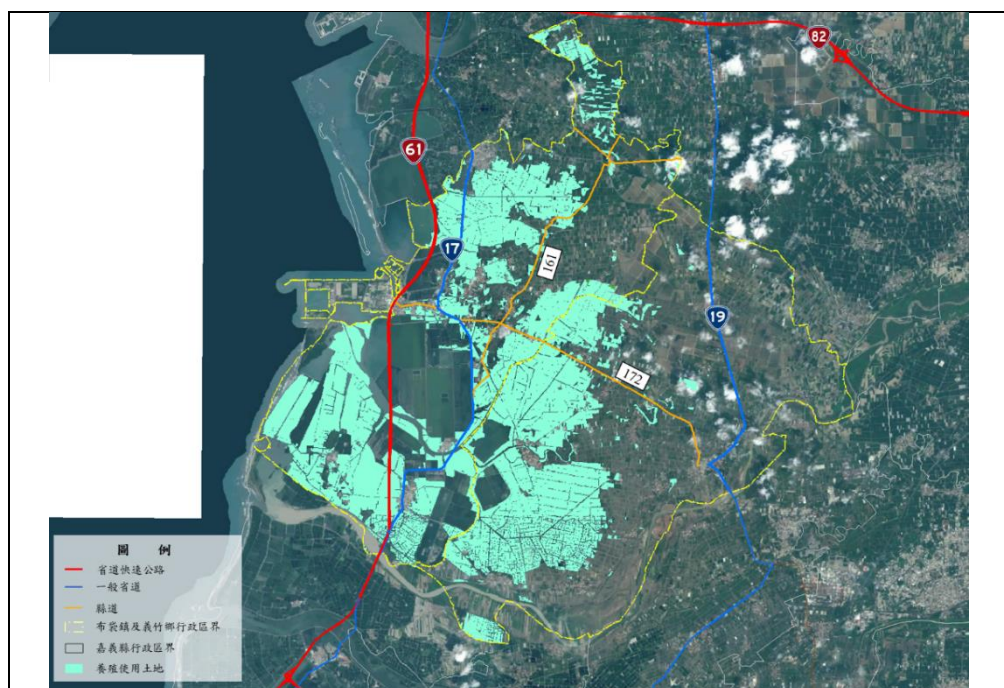 82
61
17
161
19
172
圖 例
省道快速公路
一般省道
縣道
布袋鎮及義竹鄉行政區界
嘉義縣行政區界
養殖使用土地